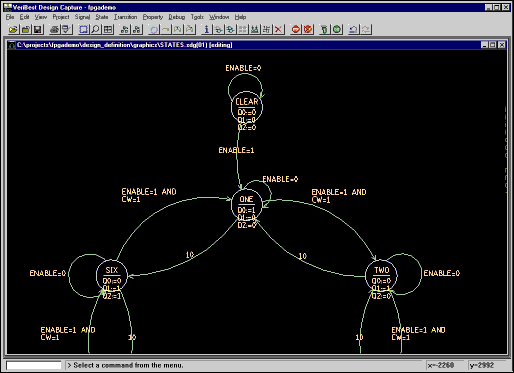 VeriBest Design Capture - fpgademo
File Edit View Project Signal State Transition Property Debug Tools Window Help
C:\projects\fpgademo\design_definition\graphics\STATES.sdg[01] [editing]
ENABLE=0
CLEAR
Q0:=0
Q1:=0
Q2:=0
ENABLE=1
ENABLE=0
ONE
Q0:=1
Q1:=0
Q2:=0
ENABLE=1 AND
CW=1
ENABLE=1 AND
CW=1
10
10
SIX
Q0:=0
Q1:=1
Q2:=1
ENABLE=0
TWO
Q0:=0
Q1:=1
Q2:=0
ENABLE=0
ENABLE=1 AND
CW=1
10
10
ENABLE=1 AND
CW=1
> Select a command from the menu.
x=-2260
y=2992